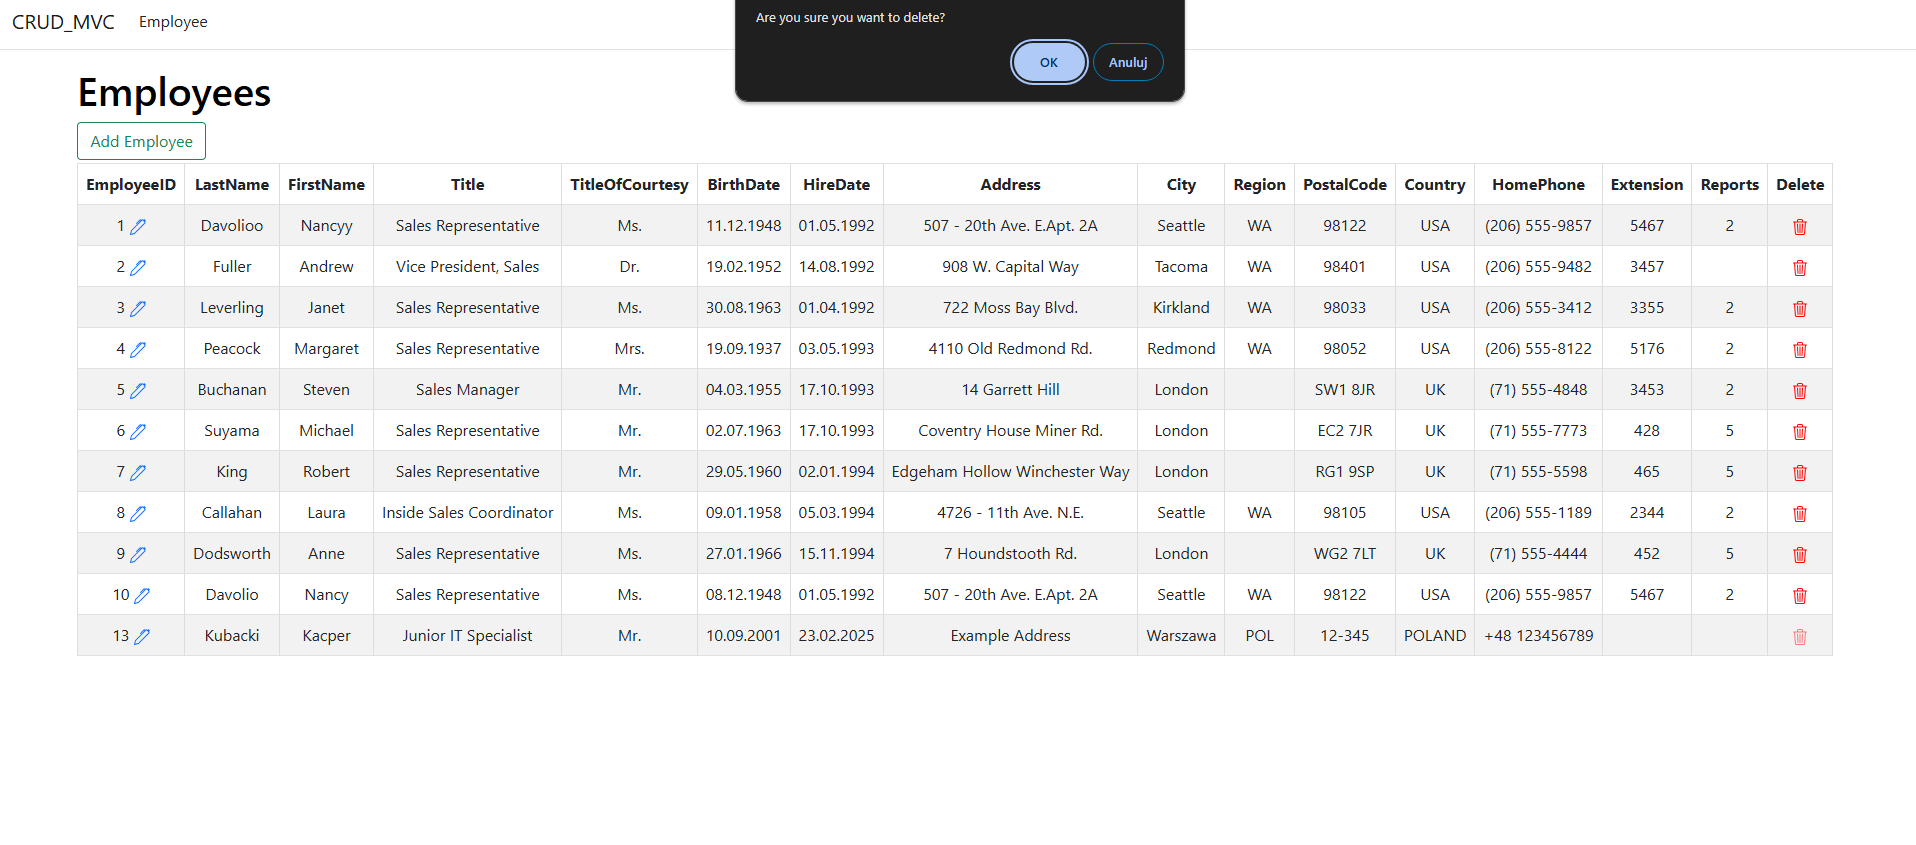 CRUD_MVC Employee
Are you sure you want to delete?
OK Anuluj
Employees
Add Employee
EmployeeID LastName FirstName Title TitleOfCourtesy BirthDate HireDate Address City Region PostalCode Country HomePhone Extension Reports Delete
1 Davolioo Nancyy Sales Representative Ms. 11.12.1948 01.05.1992 507 - 20th Ave. E.Apt. 2A Seattle WA 98122 USA (206) 555-9857 5467 2
2 Fuller Andrew Vice President, Sales Dr. 19.02.1952 14.08.1992 908 W. Capital Way Tacoma WA 98401 USA (206) 555-9482 3457
3 Leverling Janet Sales Representative Ms. 30.08.1963 01.04.1992 722 Moss Bay Blvd. Kirkland WA 98033 USA (206) 555-3412 3355 2
4 Peacock Margaret Sales Representative Mrs. 19.09.1937 03.05.1993 4110 Old Redmond Rd. Redmond WA 98052 USA (206) 555-8122 5176 2
5 Buchanan Steven Sales Manager Mr. 04.03.1955 17.10.1993 14 Garrett Hill London SW1 8JR UK (71) 555-4848 3453 2
6 Suyama Michael Sales Representative Mr. 02.07.1963 17.10.1993 Coventry House Miner Rd. London EC2 7JR UK (71) 555-7773 428 5
7 King Robert Sales Representative Mr. 29.05.1960 02.01.1994 Edgeham Hollow Winchester Way London RG1 9SP UK (71) 555-5598 465 5
8 Callahan Laura Inside Sales Coordinator Ms. 09.01.1958 05.03.1994 4726 - 11th Ave. N.E. Seattle WA 98105 USA (206) 555-1189 2344 2
9 Dodsworth Anne Sales Representative Ms. 27.01.1966 15.11.1994 7 Houndstooth Rd. London WG2 7LT UK (71) 555-4444 452 5
10 Davolio Nancy Sales Representative Ms. 08.12.1948 01.05.1992 507 - 20th Ave. E.Apt. 2A Seattle WA 98122 USA (206) 555-9857 5467 2
13 Kubacki Kacper Junior IT Specialist Mr. 10.09.2001 23.02.2025 Example Address Warszawa POL 12-345 POLAND +48 123456789